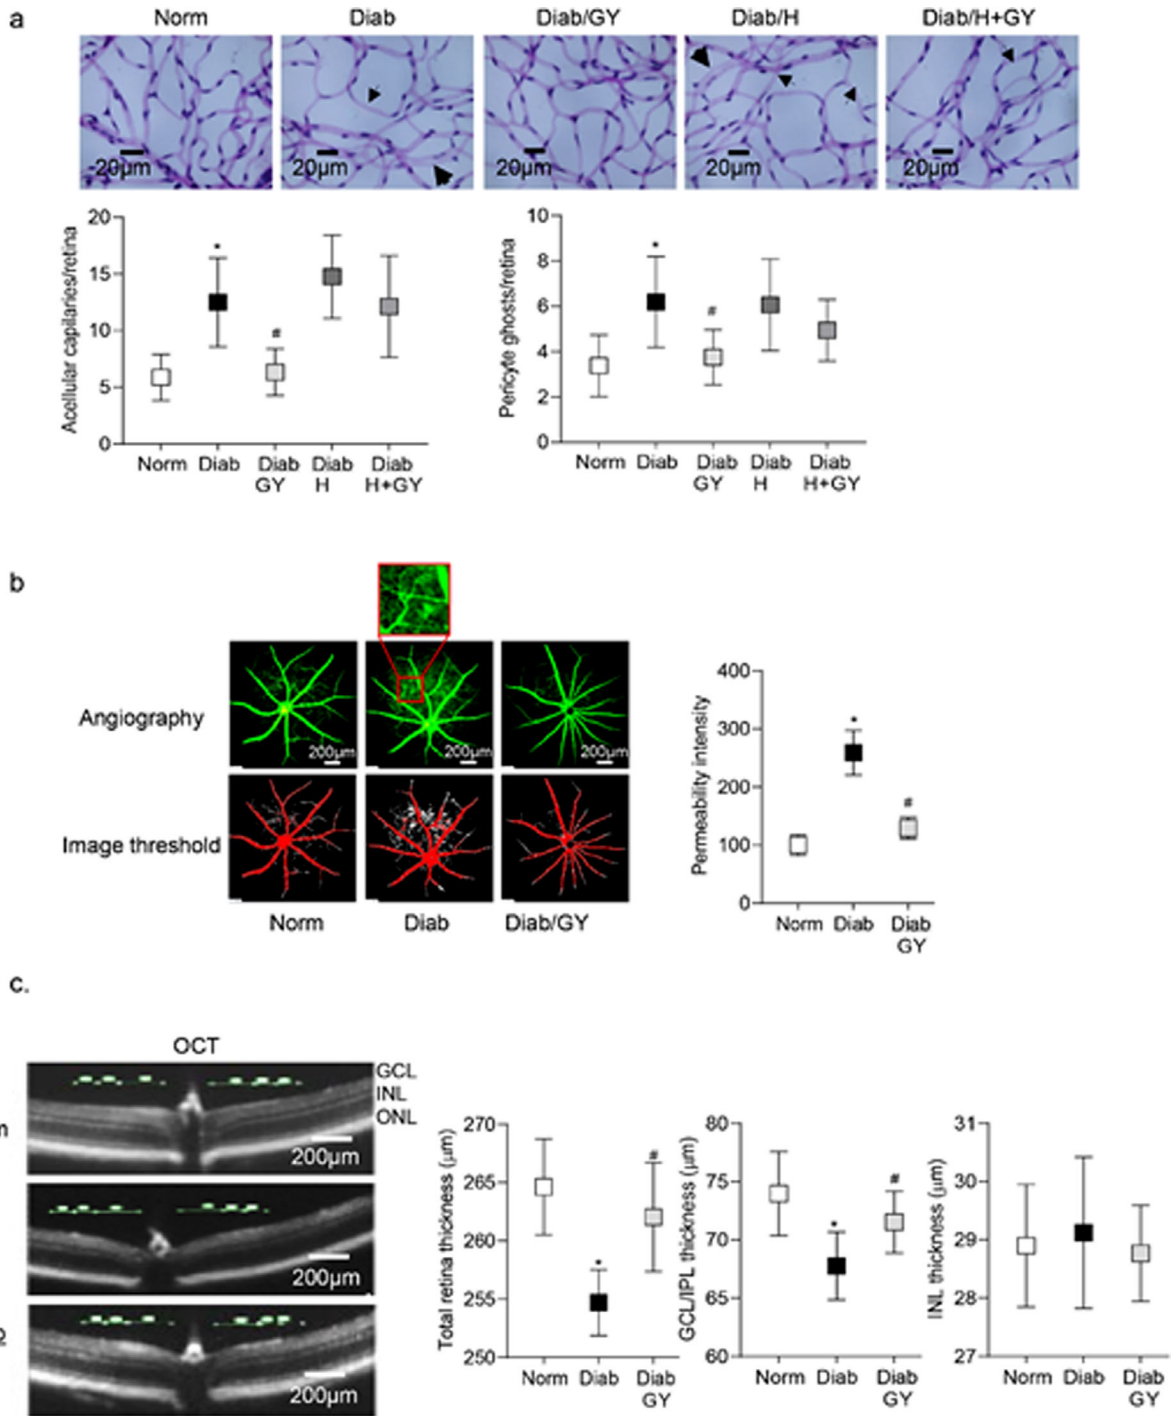 a
Norm Diab Diab/GY Diab/H Diab/H+GY
20μm 20μm 20μm 20μm 20μm
Acellular capilaries/retina
20
15
10
5
0
*
#
Norm Diab Diab Diab Diab
GY H H+GY
Pericyte ghosts/retina
10
8
6
4
2
0
*
#
Norm Diab Diab Diab Diab
GY H H+GY
b
Angiography
200μm 200μm 200μm
Image threshold
Norm Diab Diab/GY
Permeability intensity
400
300
200
100
0
*
#
Norm Diab Diab
GY
c.
OCT
GCL
INL
ONL
200μm
200μm
200μm
Total retina thickness (μm)
270
265
260
255
250
*
#
Norm Diab Diab
GY
GCL/IPL thickness (μm)
80
75
70
65
60
*
#
Norm Diab Diab
GY
INL thickness (μm)
31
30
29
28
27
Norm Diab Diab
GY